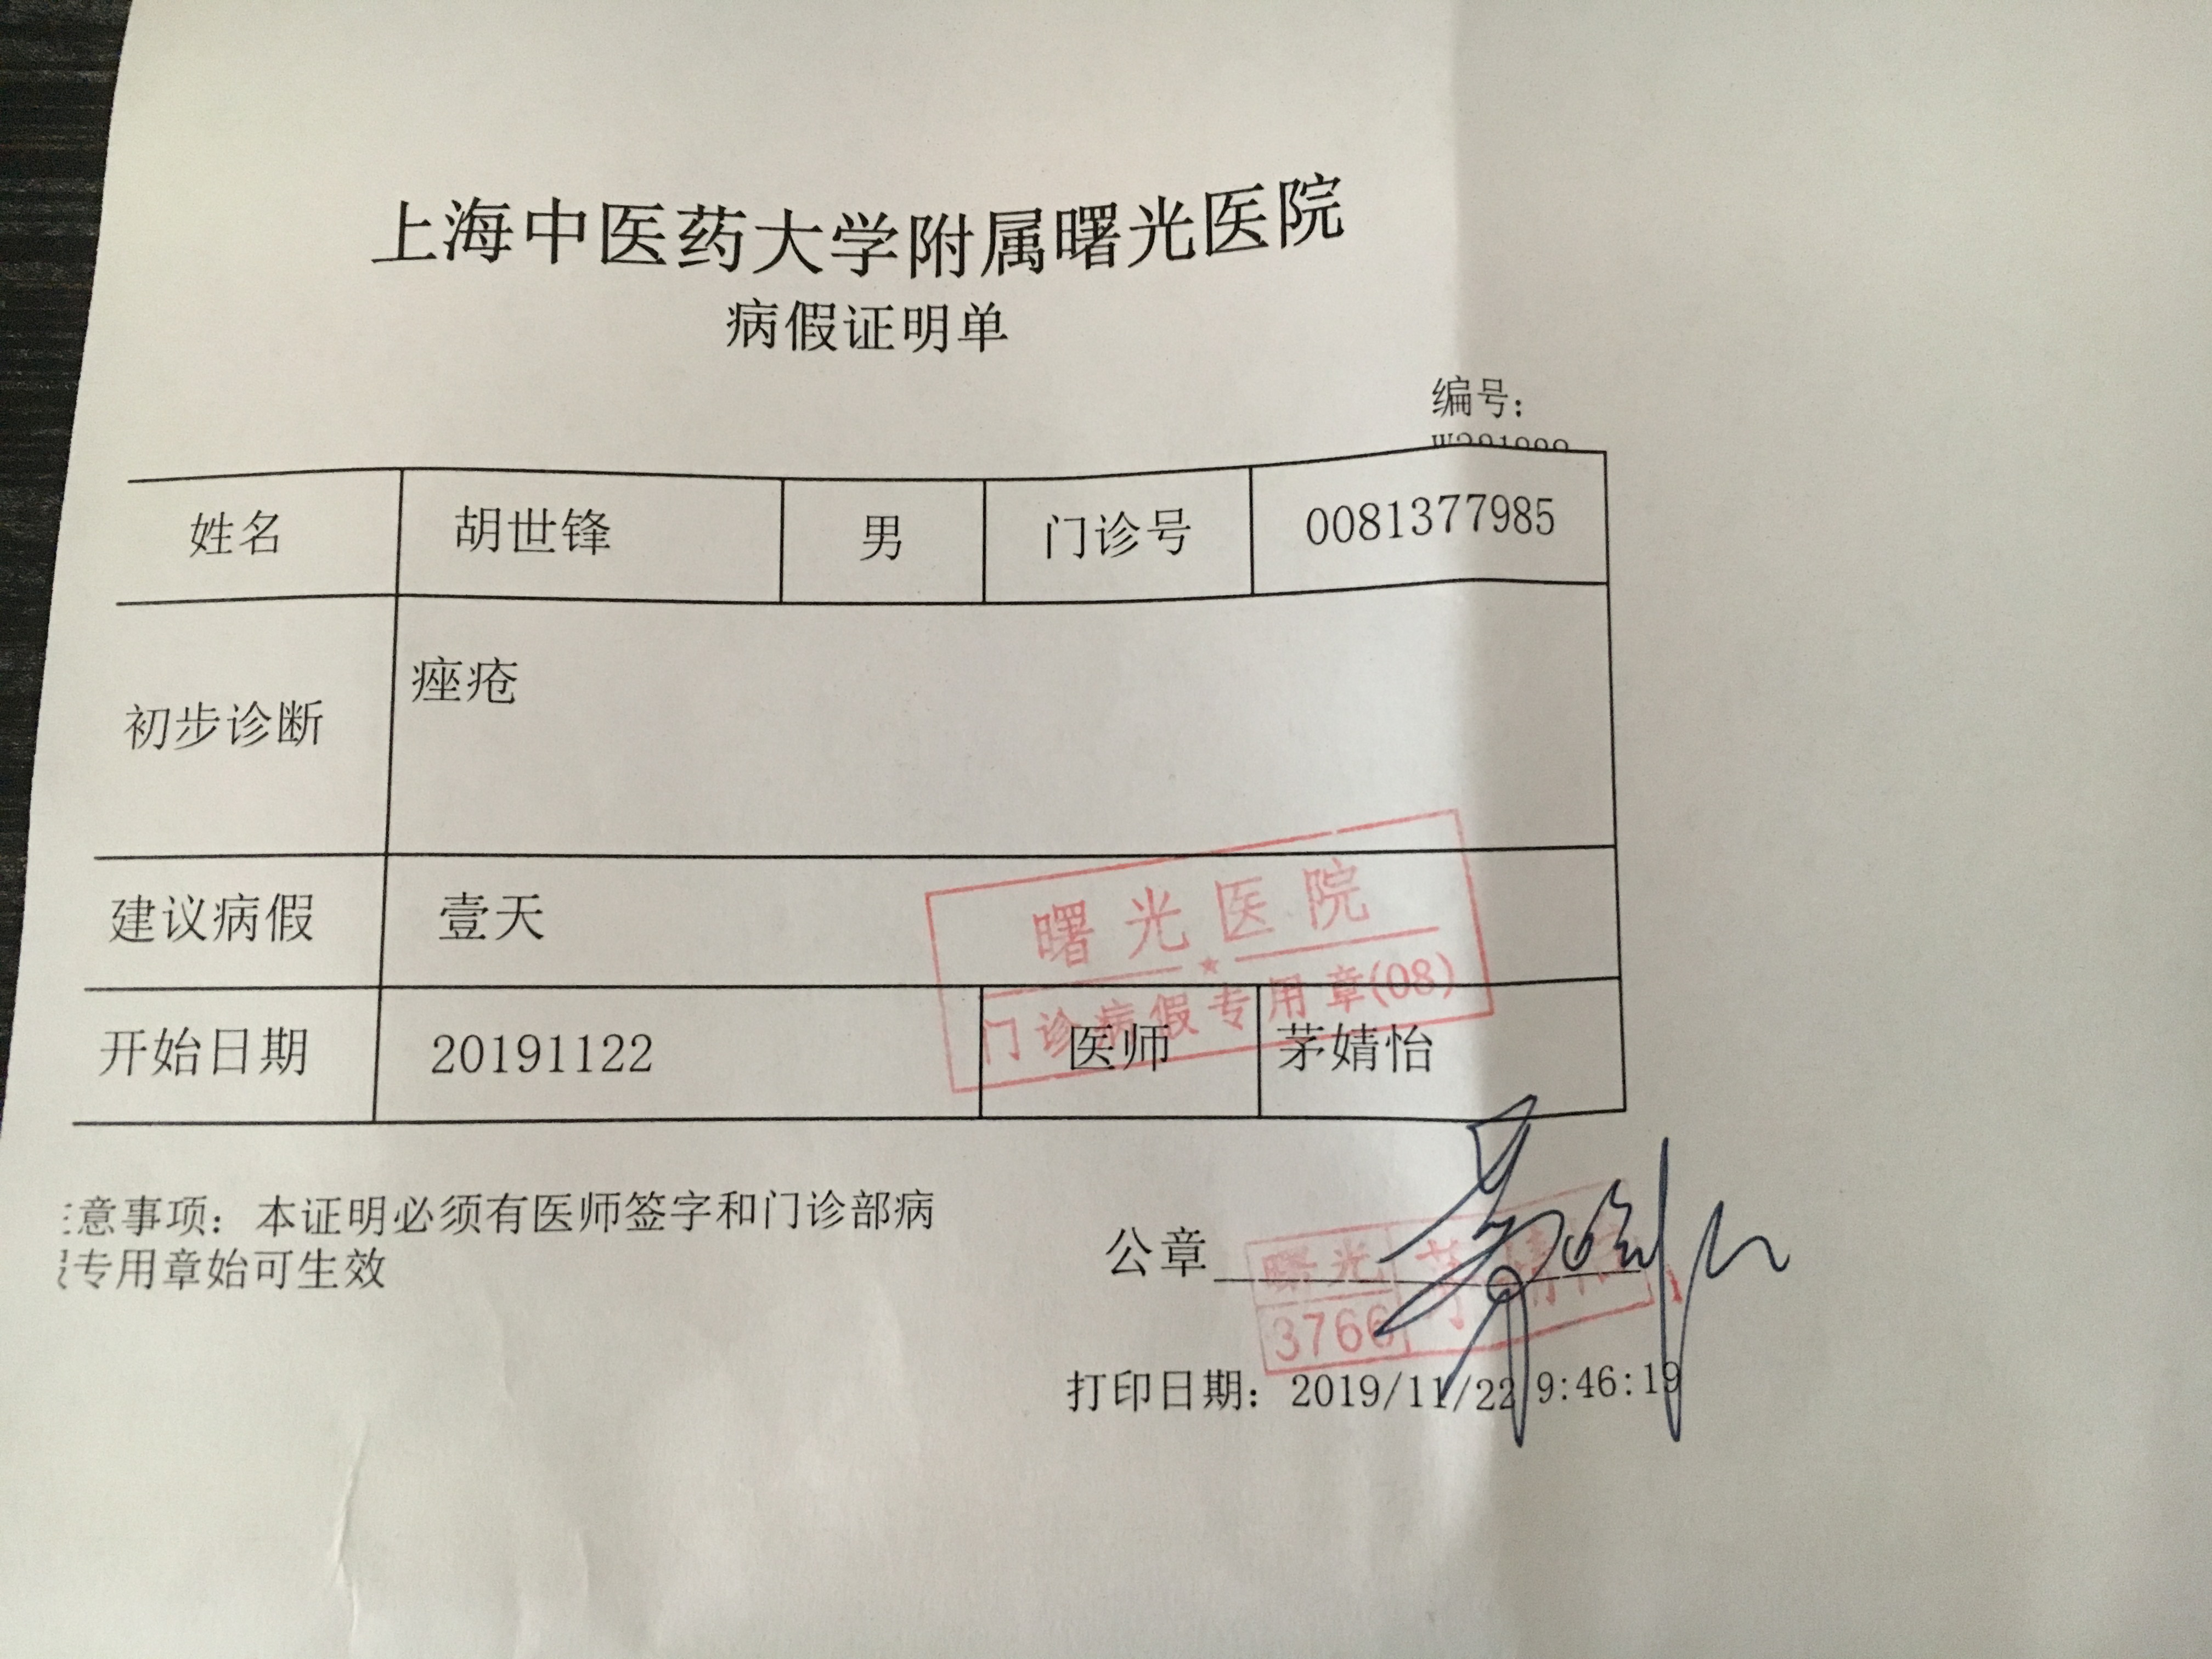 上海中医药大学附属曙光医院
病假证明单
编号：
姓名 胡世锋 男 门诊号 00813779​85
初步诊断 痤疮
建议病假 壹天
开始日期 20191122 医师 茅婧怡
曙光医院
门诊病假专用章(08)
意事项：本证明必须有医师签字和门诊部病
专用章始可生效
公章
曙光
3766
打印日期：2019/11/22 9:46:19